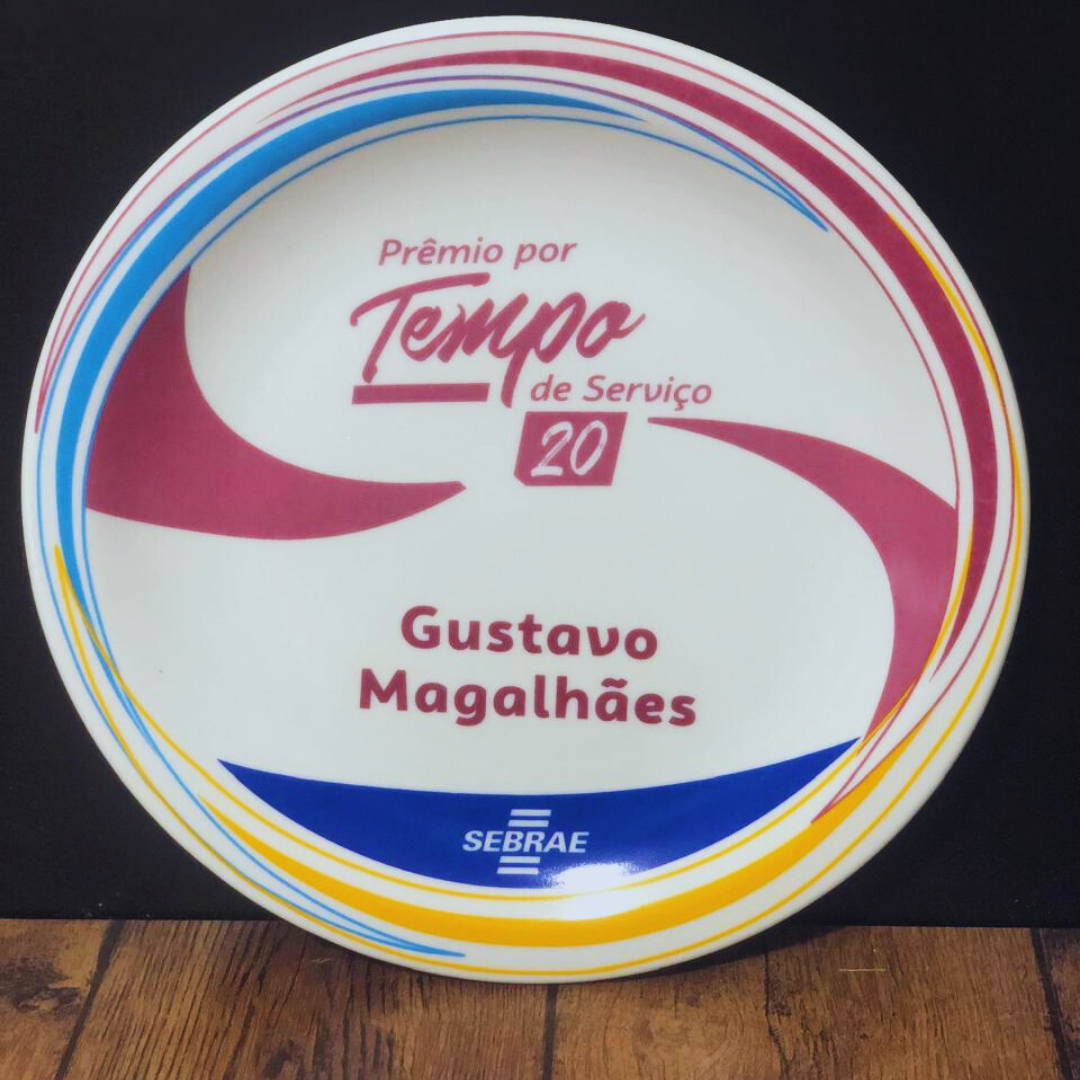 Prêmio por
Tempo
de Serviço
20
Gustavo
Magalhães
SEBRAE